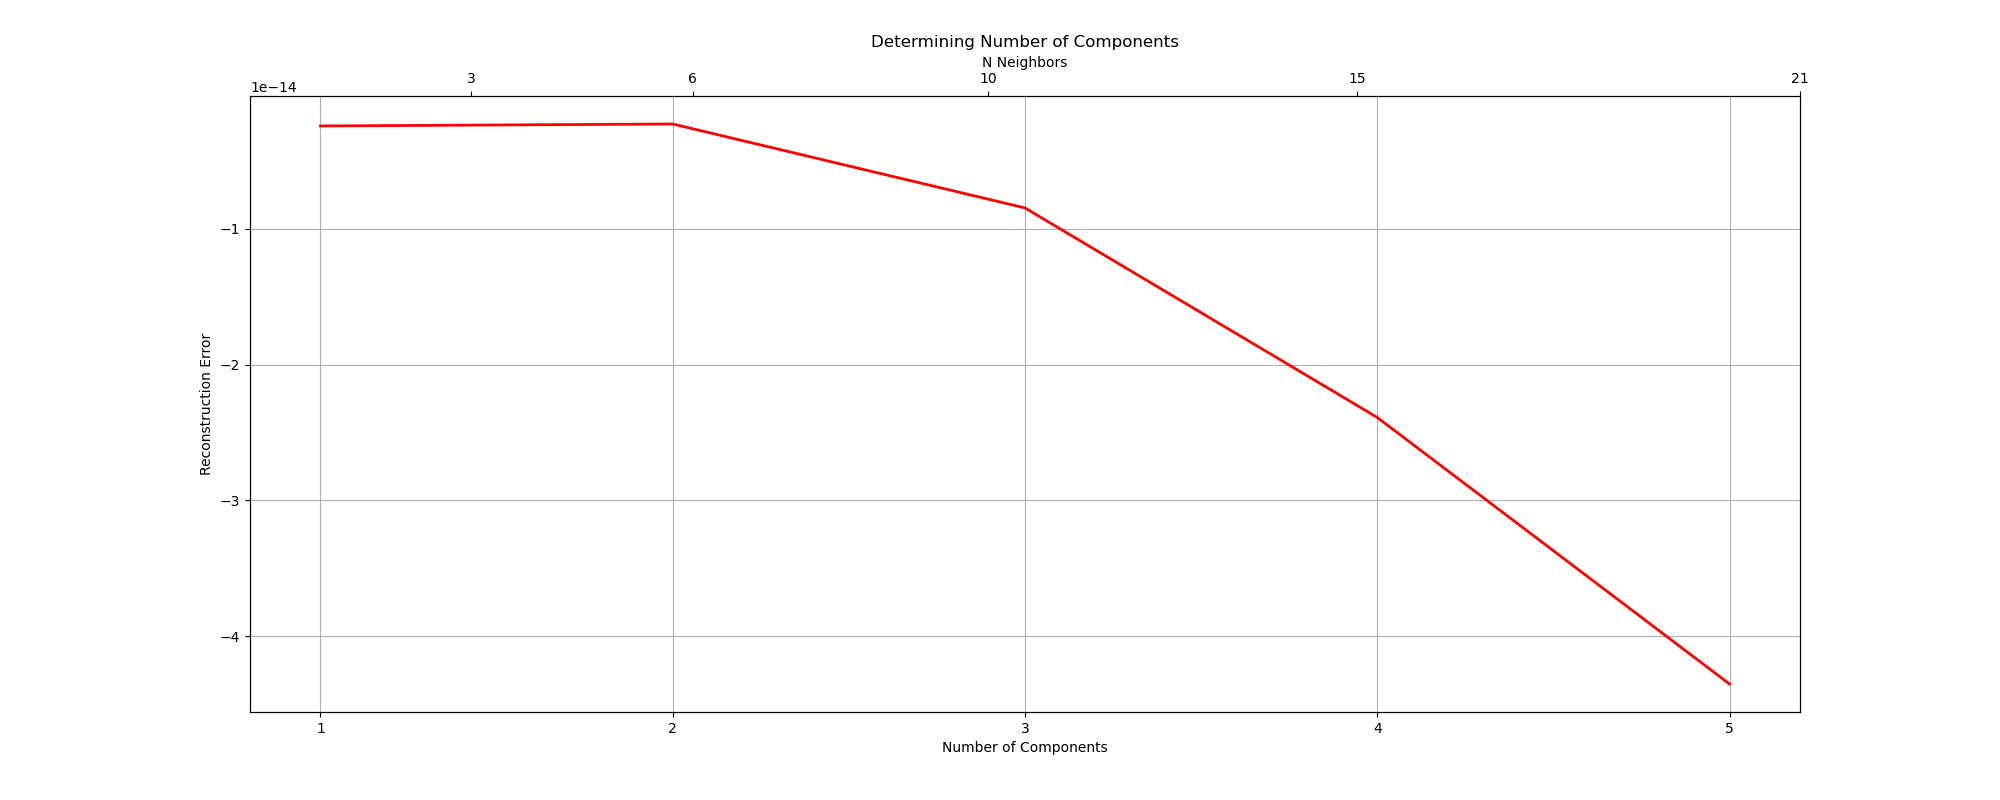 Determining Number of Components
N Neighbors
3 6 10 15 21
1e−14
−1
−2
−3
−4
Reconstruction Error
1 2 3 4 5
Number of Components